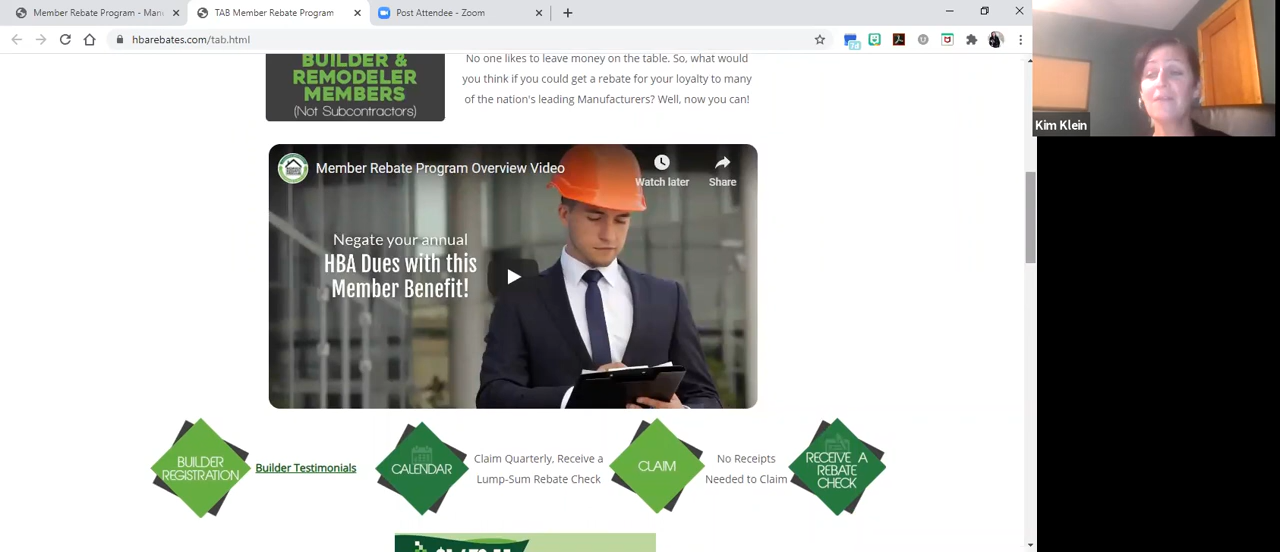 Member Rebate Program - Man
TAB Member Rebate Program
Post Attendee - Zoom
hbarebates.com/tab.html
BUILDER &
REMODELER
MEMBERS
(Not Subcontractors)
No one likes to leave money on the table. So, what would
you think if you could get a rebate for your loyalty to many
of the nation's leading Manufacturers? Well, now you can!
Kim Klein
Member Rebate Program Overview Video
Watch later
Share
Negate your annual
HBA Dues with this
Member Benefit!
BUILDER
REGISTRATION
Builder Testimonials
CALENDAR
Claim Quarterly, Receive a
Lump-Sum Rebate Check
CLAIM
No Receipts
Needed to Claim
RECEIVE A
REBATE
CHECK